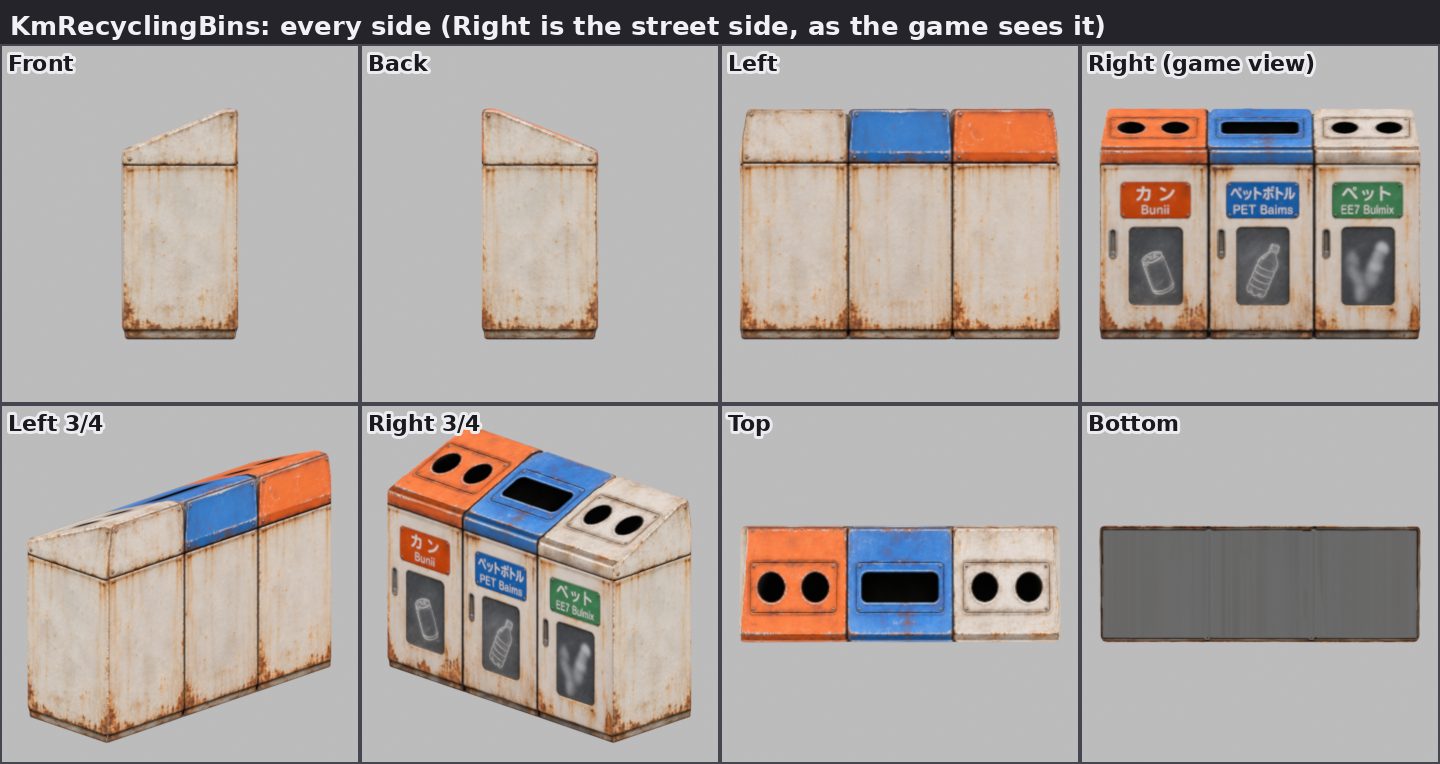 KmRecyclingBins: every side (Right is the street side, as the game sees it)
Front
Back
Left
Right (game view)
カン
Bunii
ペットボトル
PET Baims
ペット
EE7 Bulmix
Left 3/4
Right 3/4
カン
Bunii
ペットボトル
PET Baims
ペット
EE7 Bulmix
Top
Bottom